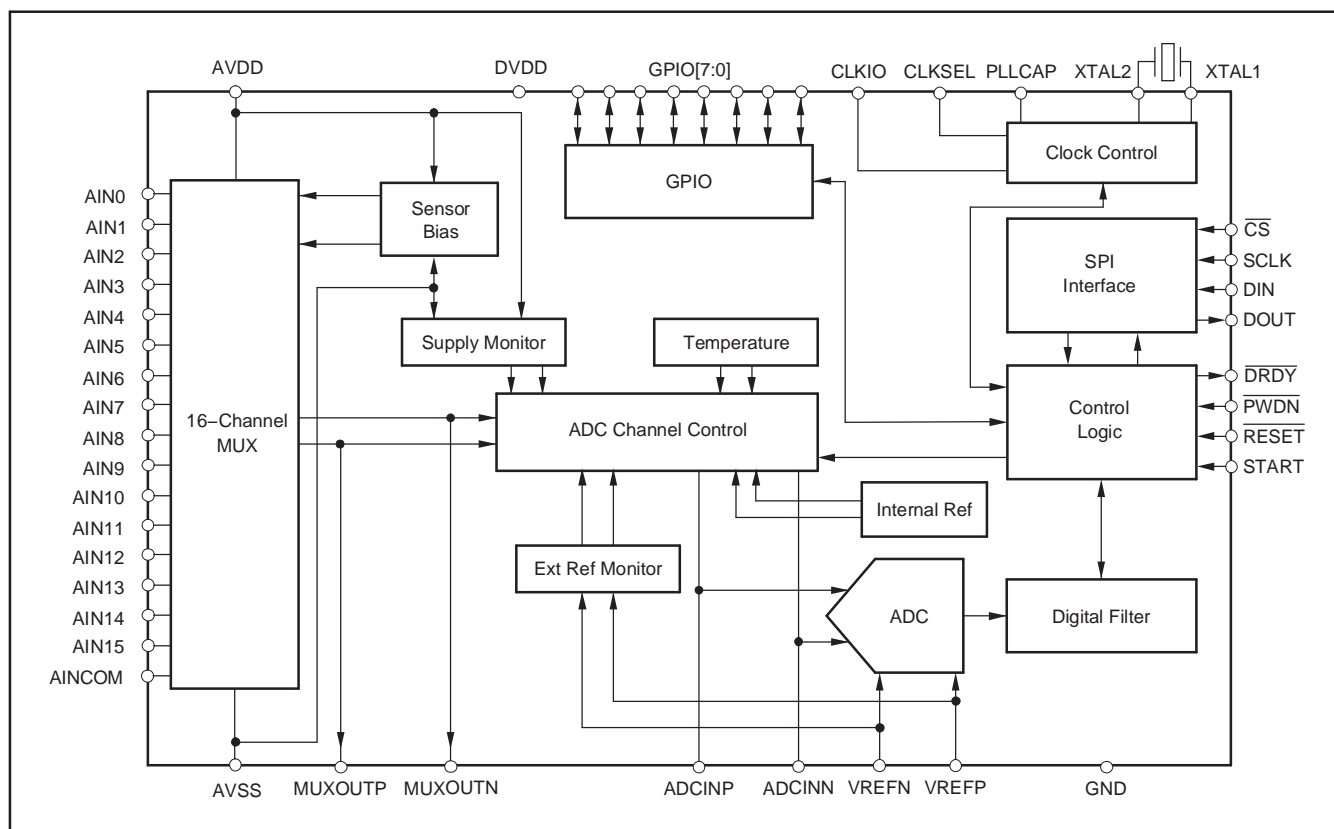 AVDD
DVDD
GPIO[7:0]
CLKIO
CLKSEL
PLLCAP
XTAL2
XTAL1
AIN0
AIN1
AIN2
AIN3
AIN4
AIN5
AIN6
AIN7
AIN8
AIN9
AIN10
AIN11
AIN12
AIN13
AIN14
AIN15
AINCOM
16−Channel
MUX
Sensor
Bias
Supply Monitor
Temperature
GPIO
Clock Control
SPI
Interface
CS
SCLK
DIN
DOUT
ADC Channel Control
Control
Logic
DRDY
PWDN
RESET
START
Internal Ref
Ext Ref Monitor
ADC
Digital Filter
AVSS
MUXOUTP
MUXOUTN
ADCINP
ADCINN
VREFN
VREFP
GND